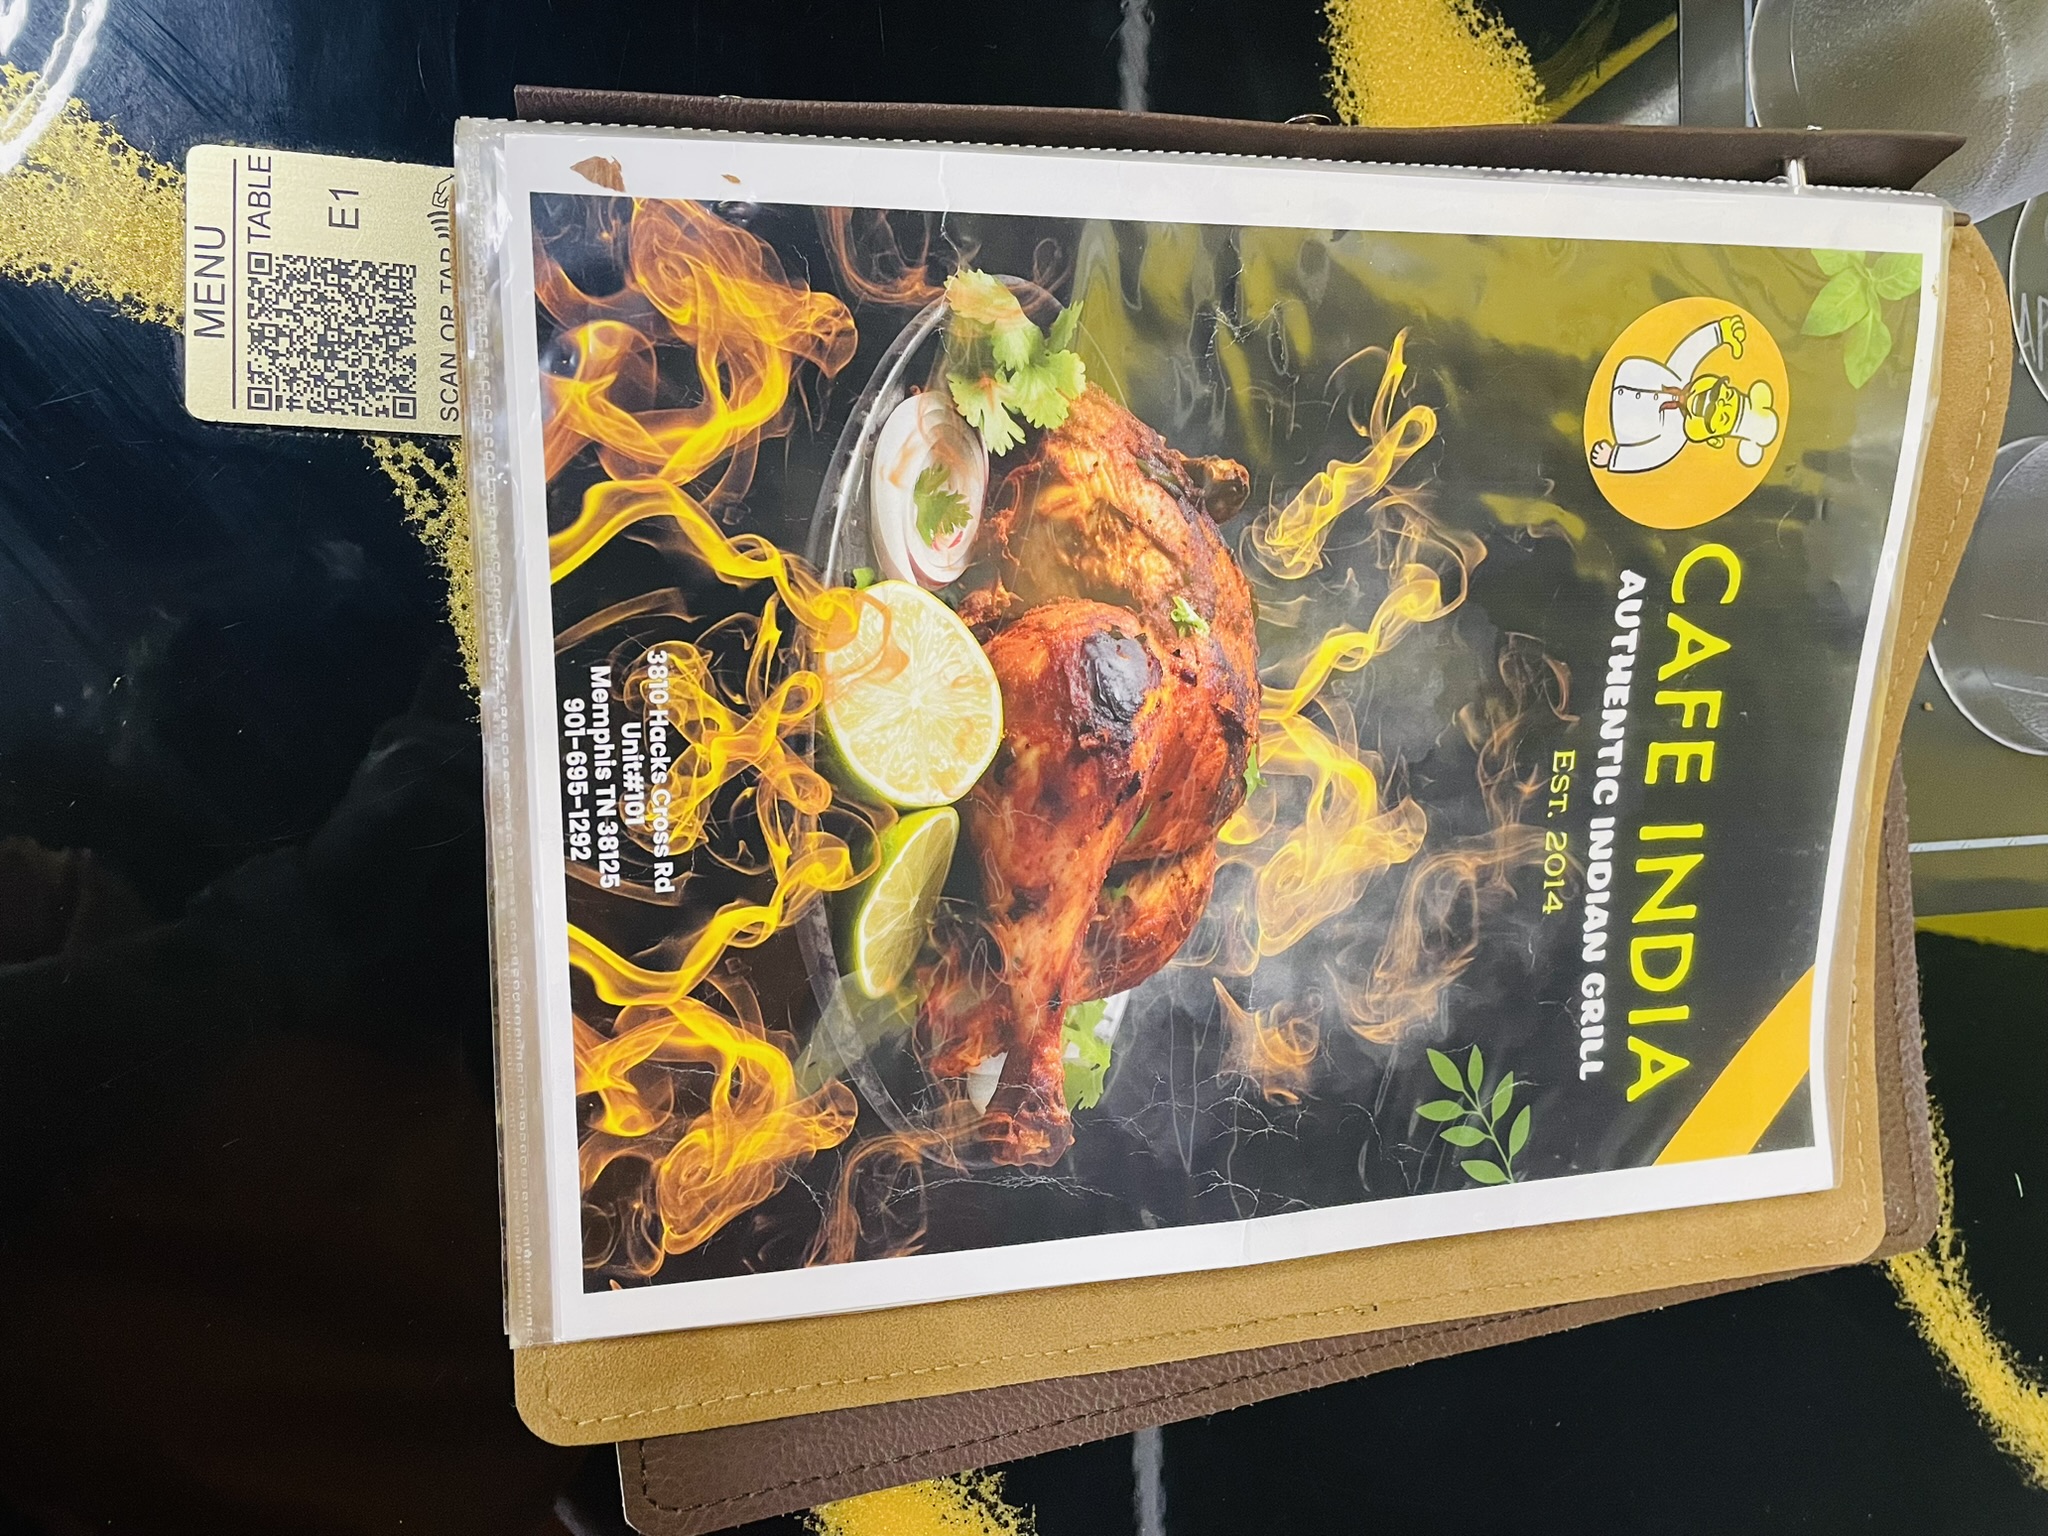 CAFE INDIA
AUTHENTIC INDIAN GRILL
EST. 2014
3810 Hacks Cross Rd
Unit#101
Memphis TN 38125
901-695-1292
MENU
TABLE
E1
SCAN OR TAP